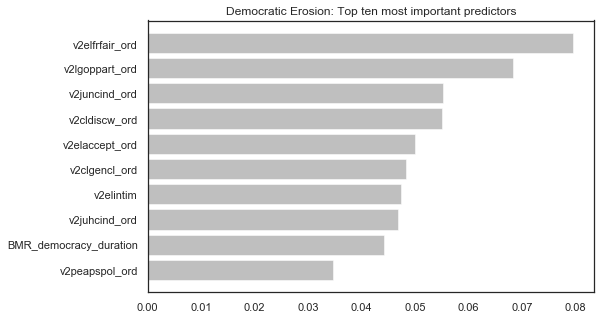 Democratic Erosion: Top ten most important predictors
v2elfrfair_ord
v2lgoppart_ord
v2juncind_ord
v2cldiscw_ord
v2elaccept_ord
v2clgencl_ord
v2elintim
v2juhcind_ord
BMR_democracy_duration
v2peapspol_ord
0.00 0.01 0.02 0.03 0.04 0.05 0.06 0.07 0.08